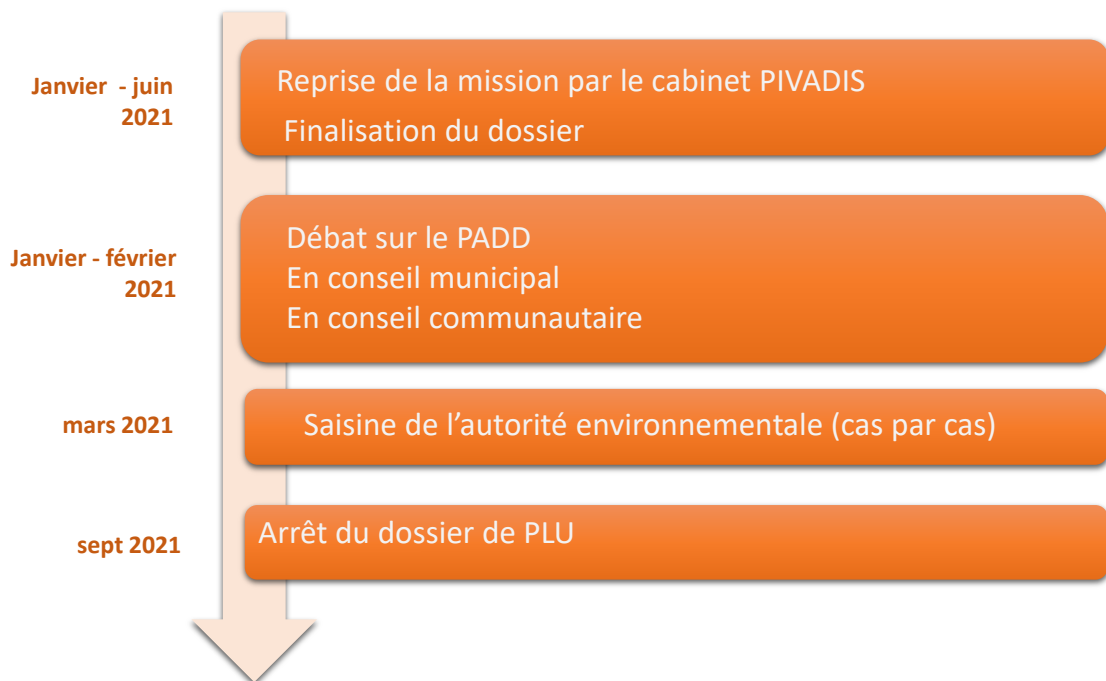 Janvier - juin
2021
Reprise de la mission par le cabinet PIVADIS
Finalisation du dossier
Janvier - février
2021
Débat sur le PADD
En conseil municipal
En conseil communautaire
mars 2021
Saisine de l’autorité environnementale (cas par cas)
sept 2021
Arrêt du dossier de PLU